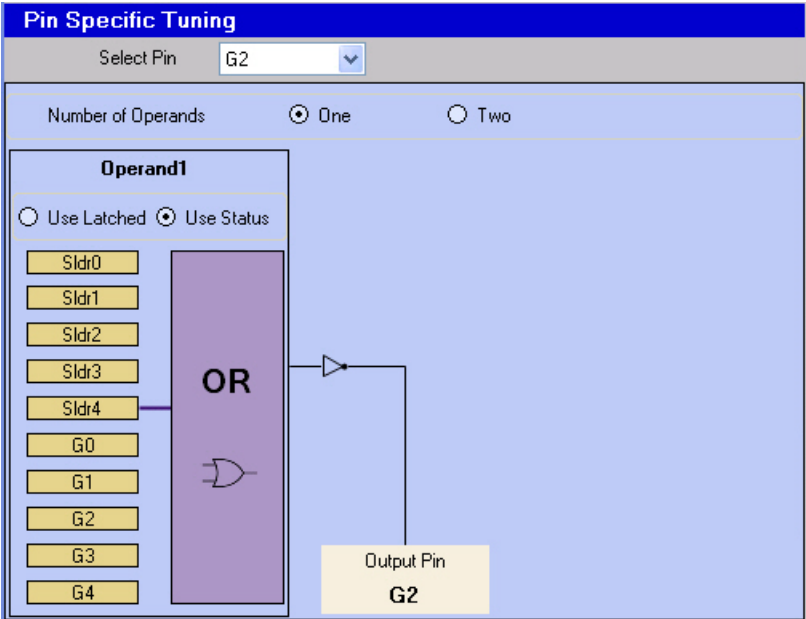 Pin Specific Tuning
Select Pin G2
Number of Operands One Two
Operand1
Use Latched Use Status
Sldr0
Sldr1
Sldr2
Sldr3
Sldr4
G0
G1
G2
G3
G4
OR
Output Pin
G2